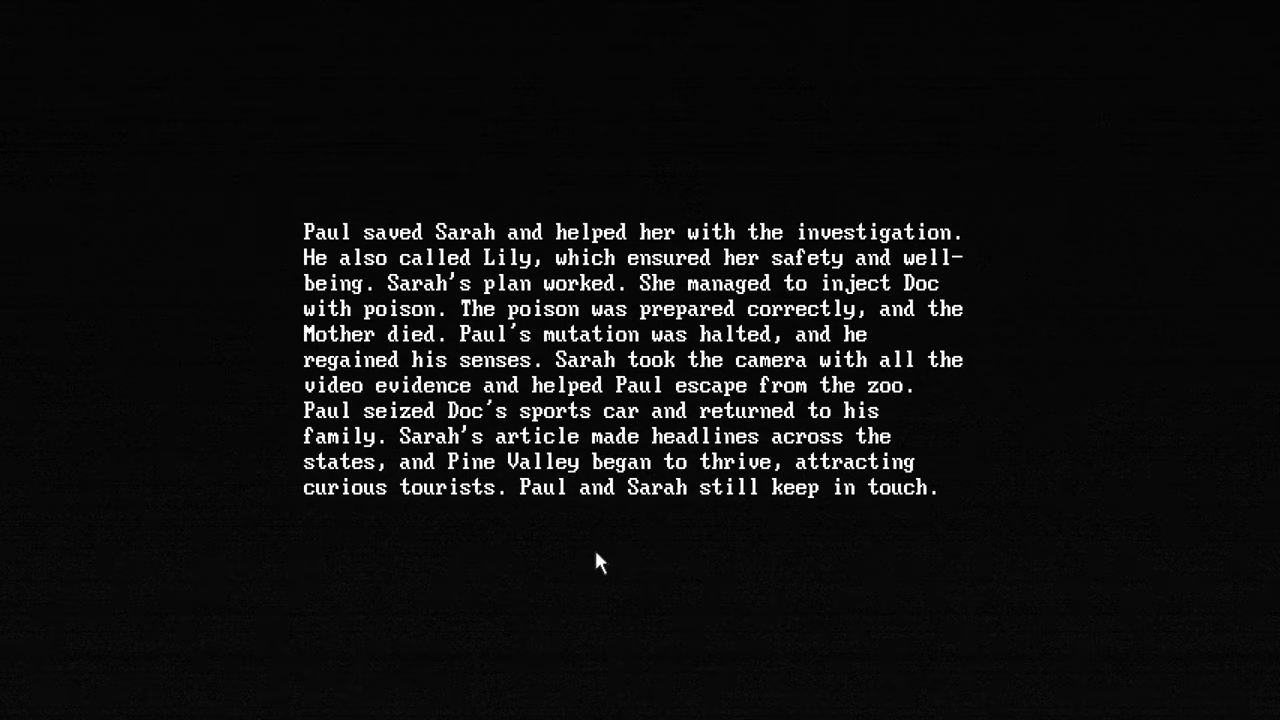 Paul saved Sarah and helped her with the investigation.
He also called Lily, which ensured her safety and well-
being. Sarah's plan worked. She managed to inject Doc
with poison. The poison was prepared correctly, and the
Mother died. Paul's mutation was halted, and he
regained his senses. Sarah took the camera with all the
video evidence and helped Paul escape from the zoo.
Paul seized Doc's sports car and returned to his
family. Sarah's article made headlines across the
states, and Pine Valley began to thrive, attracting
curious tourists. Paul and Sarah still keep in touch.